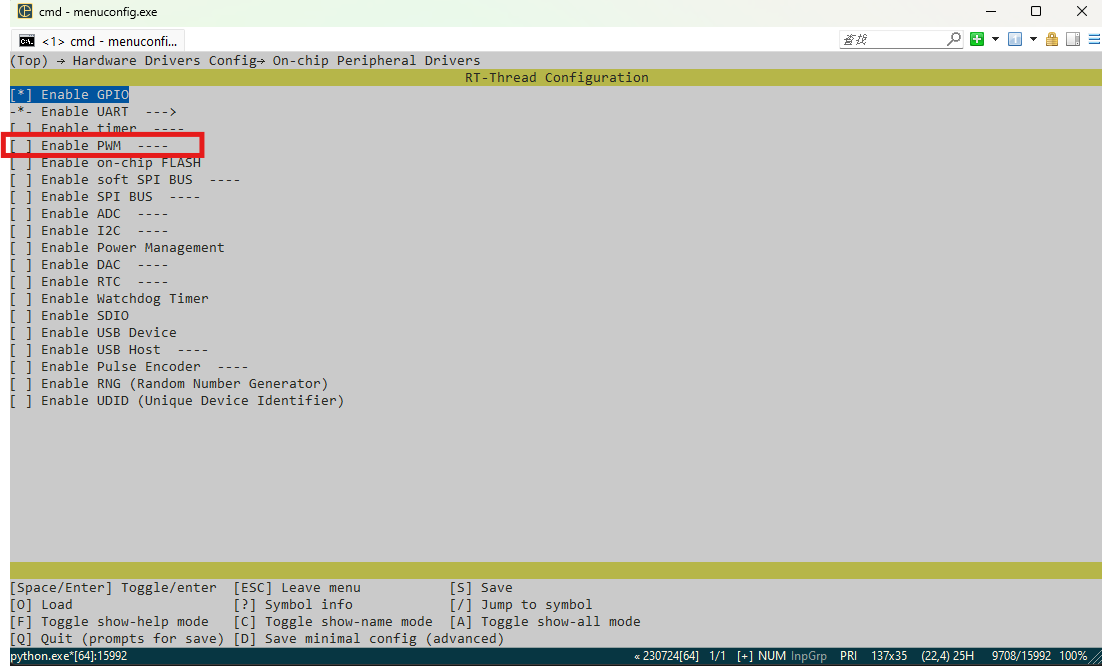 cmd - menuconfig.exe
<1> cmd - menuconfi...
查找
(Top) → Hardware Drivers Config→ On-chip Peripheral Drivers
RT-Thread Configuration
[*] Enable GPIO
-*- Enable UART  --->
[ ] Enable timer  ----
[ ] Enable PWM  ----
[ ] Enable on-chip FLASH
[ ] Enable soft SPI BUS  ----
[ ] Enable SPI BUS  ----
[ ] Enable ADC  ----
[ ] Enable I2C  ----
[ ] Enable Power Management
[ ] Enable DAC  ----
[ ] Enable RTC  ----
[ ] Enable Watchdog Timer
[ ] Enable SDIO
[ ] Enable USB Device
[ ] Enable USB Host  ----
[ ] Enable Pulse Encoder  ----
[ ] Enable RNG (Random Number Generator)
[ ] Enable UDID (Unique Device Identifier)
[Space/Enter] Toggle/enter  [ESC] Leave menu  [S] Save
[O] Load  [?] Symbol info  [/] Jump to symbol
[F] Toggle show-help mode  [C] Toggle show-name mode  [A] Toggle show-all mode
[Q] Quit (prompts for save)  [D] Save minimal config (advanced)
python.exe*[64]:15992  « 230724[64]  1/1  [+] NUM  InpGrp  PRI  137x35  (22,4) 25H  9708/15992  100%